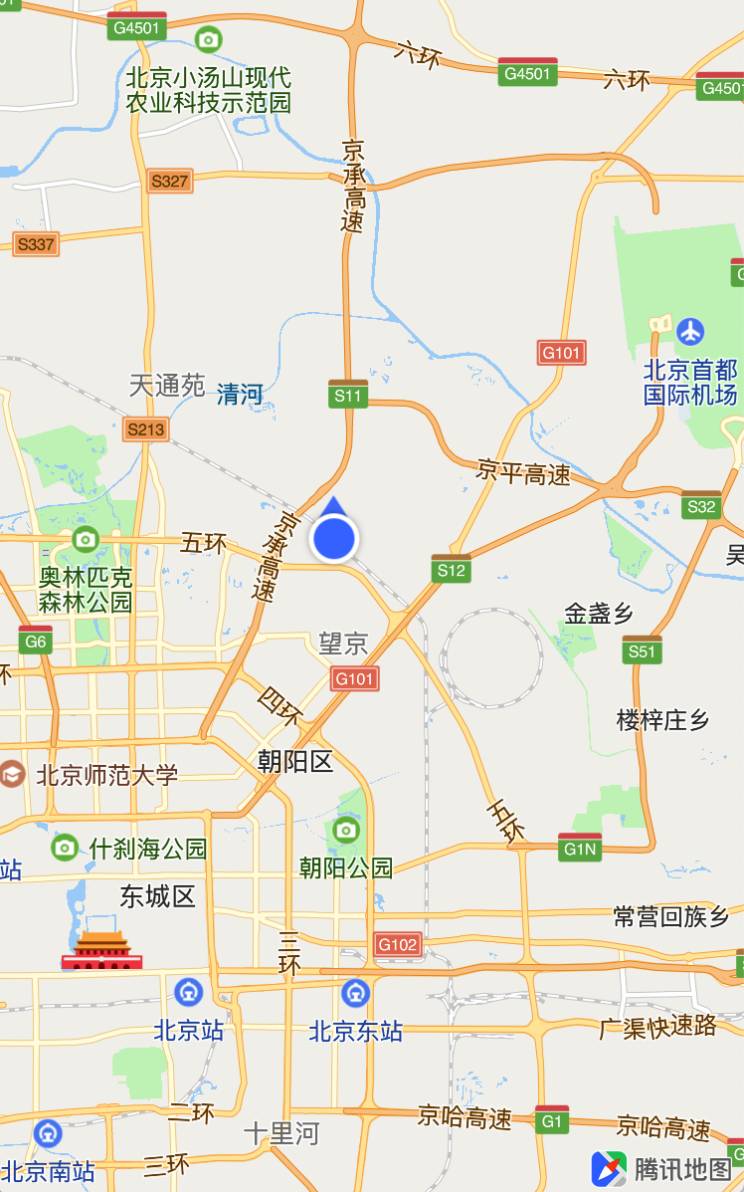 G4501
六环
G4501
六环
G4501
北京小汤山现代
农业科技示范园
京承高速
S327
S337
G101
北京首都
国际机场
天通苑
清河
S11
S213
京平高速
S32
五环
京承高速
奥林匹克
森林公园
S12
金盏乡
G6
望京
S51
G101
环
四环
楼梓庄乡
朝阳区
北京师范大学
五环
什刹海公园
G1N
站
朝阳公园
东城区
常营回族乡
三环
G102
北京站
北京东站
广渠快速路
二环
京哈高速
G1
京哈高速
十里河
北京南站
三环
腾讯地图